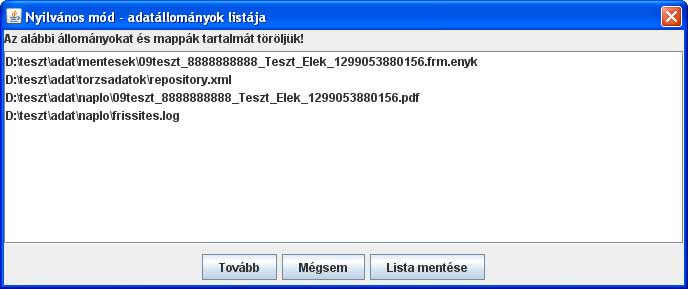 Nyilvános mód - adatállományok listája
Az alábbi állományokat és mappák tartalmát töröljük!
D:\teszt\adat\mentesek\09teszt_8888888888_Teszt_Elek_1299053880156.frm.enyk
D:\teszt\adat\torzsadatok\repository.xml
D:\teszt\adat\naplo\09teszt_8888888888_Teszt_Elek_1299053880156.pdf
D:\teszt\adat\naplo\frissites.log
Tovább Mégsem Lista mentése